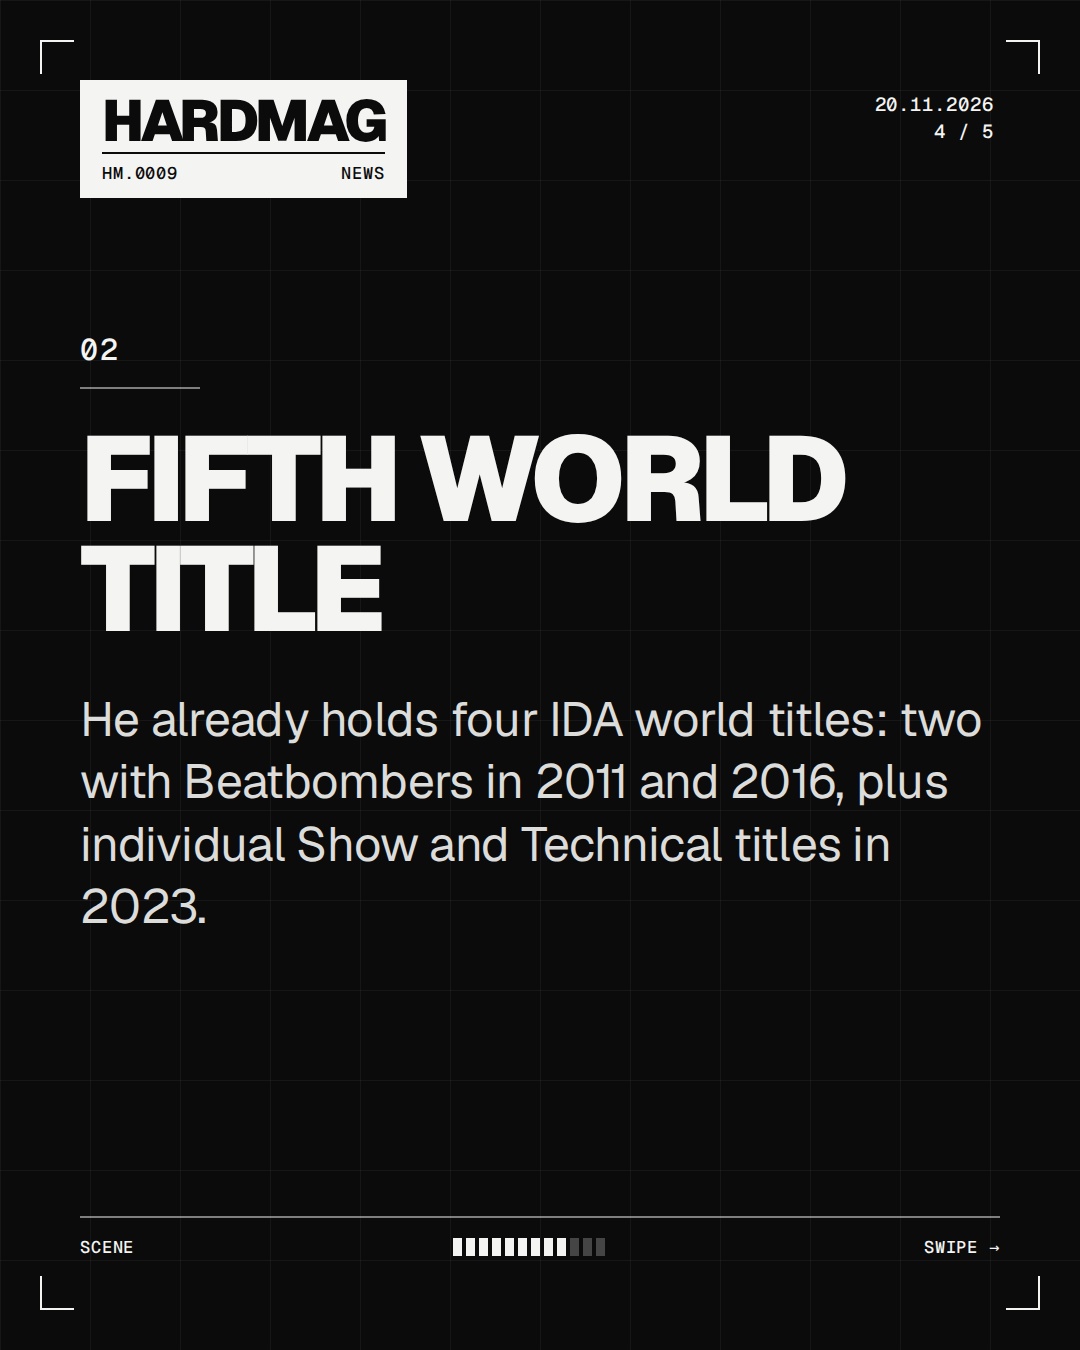 HARDMAG
HM.0009 NEWS
20.11.2026
4 / 5
02
FIFTH WORLD
TITLE
He already holds four IDA world titles: two
with Beatbombers in 2011 and 2016, plus
individual Show and Technical titles in
2023.
SCENE
SWIPE →